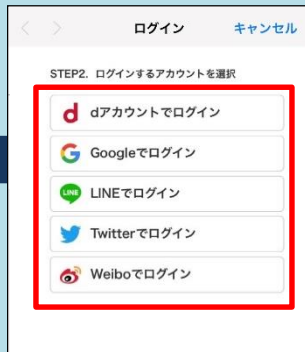 ログイン キャンセル
STEP2. ログインするアカウントを選択
d dアカウントでログイン
G Googleでログイン
LINE LINEでログイン
Twitterでログイン
Weiboでログイン